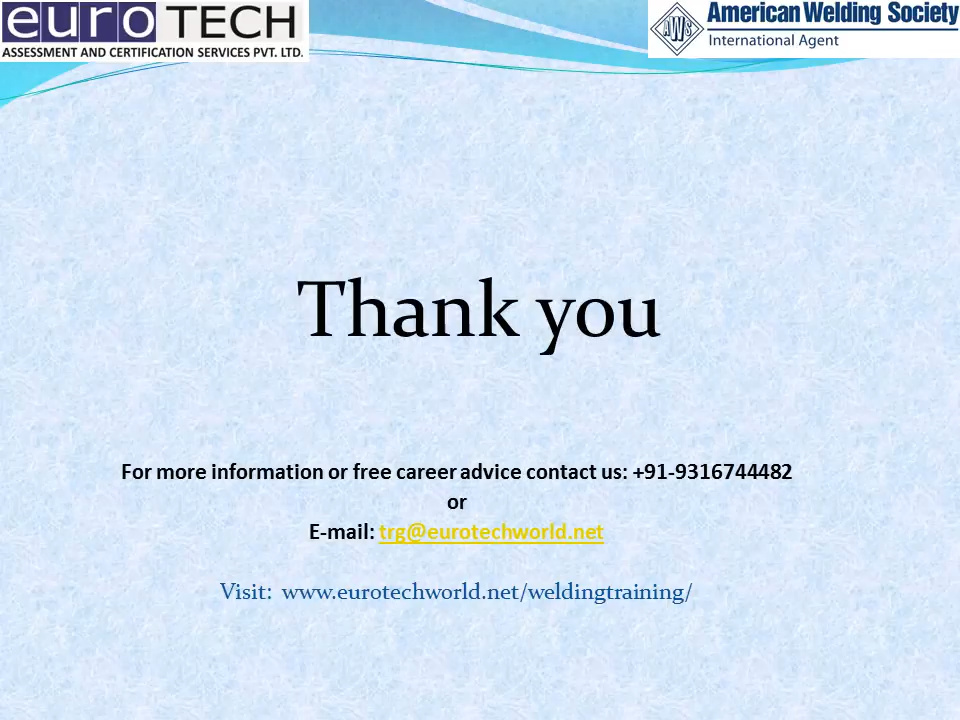 euro TECH
ASSESSMENT AND CERTIFICATION SERVICES PVT. LTD.
AWS
American Welding Society
International Agent
Thank you
For more information or free career advice contact us: +91-9316744482
or
E-mail: trg@eurotechworld.net
Visit: www.eurotechworld.net/weldingtraining/